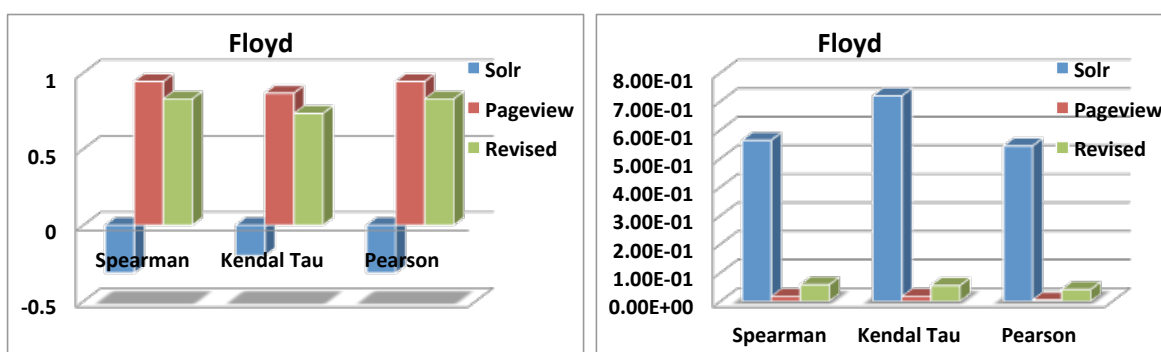 Floyd
1
0.5
0
-0.5
Spearman Kendal Tau Pearson
Solr
Pageview
Revised
Floyd
8.00E-01
7.00E-01
6.00E-01
5.00E-01
4.00E-01
3.00E-01
2.00E-01
1.00E-01
0.00E+00
Spearman Kendal Tau Pearson
Solr
Pageview
Revised